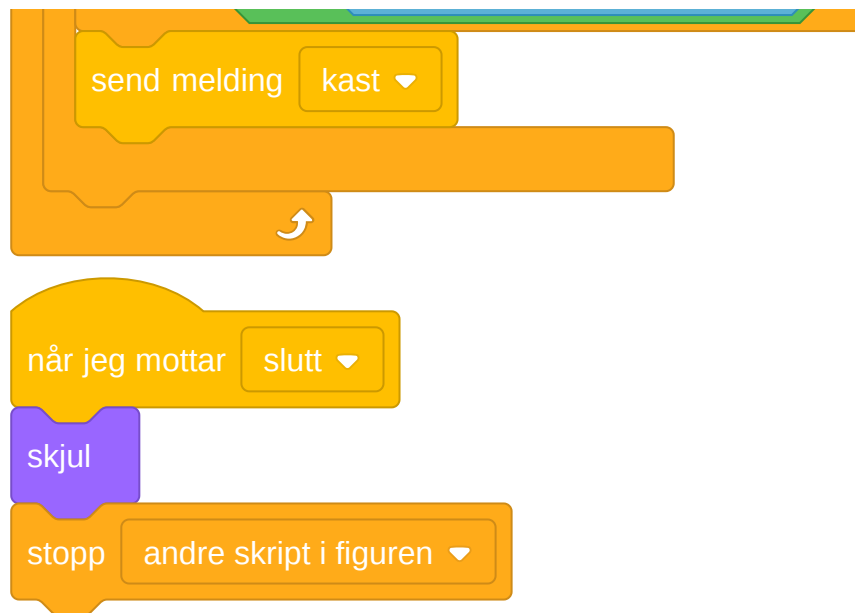 send melding kast
når jeg mottar slutt
skjul
stopp andre skript i figuren